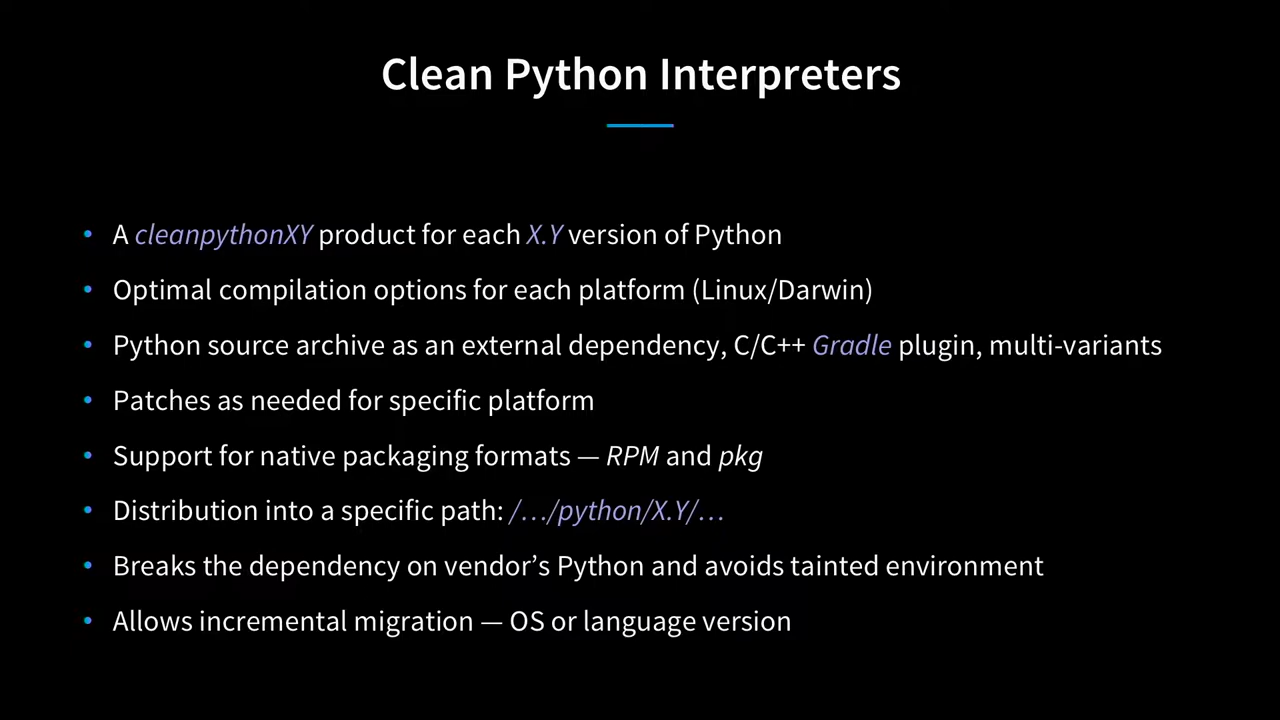 Clean Python Interpreters
• A cleanpythonXY product for each X.Y version of Python
• Optimal compilation options for each platform (Linux/Darwin)
• Python source archive as an external dependency, C/C++ Gradle plugin, multi-variants
• Patches as needed for specific platform
• Support for native packaging formats — RPM and pkg
• Distribution into a specific path: /…/python/X.Y/…
• Breaks the dependency on vendor’s Python and avoids tainted environment
• Allows incremental migration — OS or language version